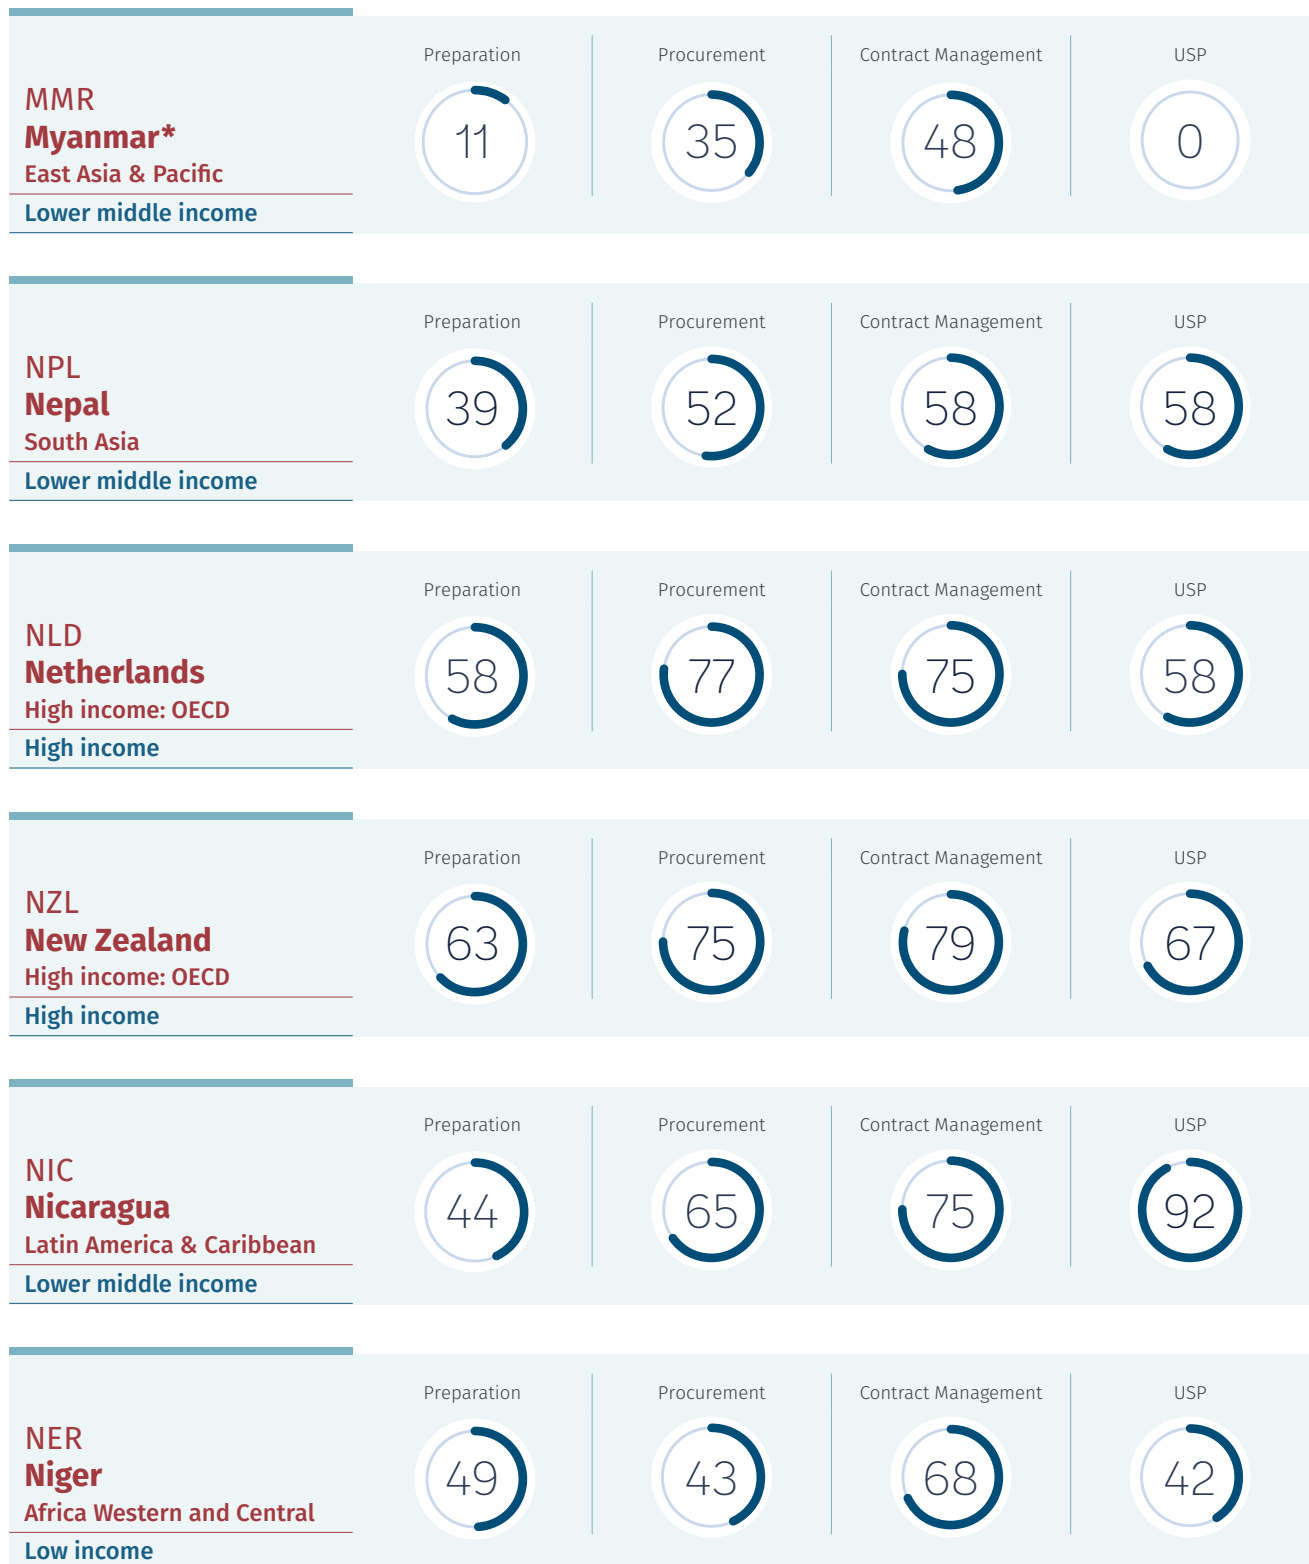 MMR
Myanmar*
East Asia & Pacific
Lower middle income
Preparation Procurement Contract Management USP
11 35 48 0
NPL
Nepal
South Asia
Lower middle income
Preparation Procurement Contract Management USP
39 52 58 58
NLD
Netherlands
High income: OECD
High income
Preparation Procurement Contract Management USP
58 77 75 58
NZL
New Zealand
High income: OECD
High income
Preparation Procurement Contract Management USP
63 75 79 67
NIC
Nicaragua
Latin America & Caribbean
Lower middle income
Preparation Procurement Contract Management USP
44 65 75 92
NER
Niger
Africa Western and Central
Low income
Preparation Procurement Contract Management USP
49 43 68 42